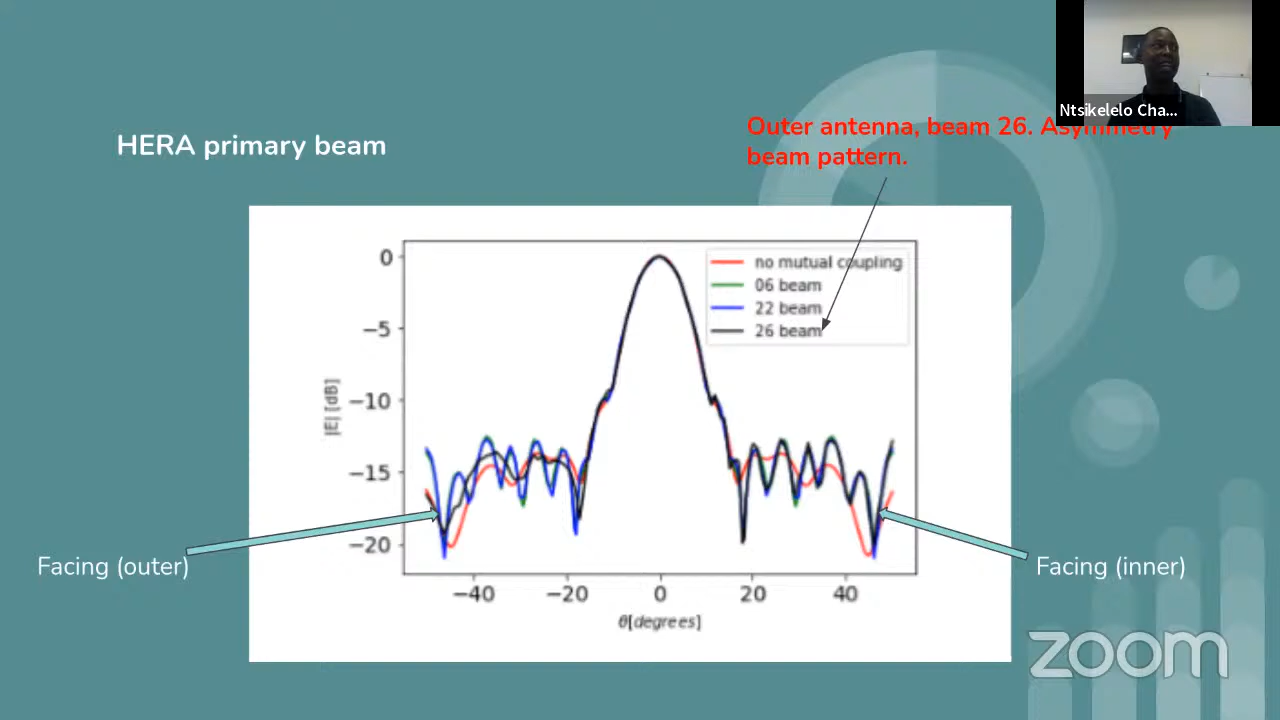 Ntsikelelo Cha...
HERA primary beam
Outer antenna, beam 26. Asymmetry
beam pattern.
no mutual coupling
06 beam
22 beam
26 beam
0
−5
−10
−15
−20
|E| [dB]
−40 −20 0 20 40
θ[degrees]
Facing (outer)
Facing (inner)
zoom